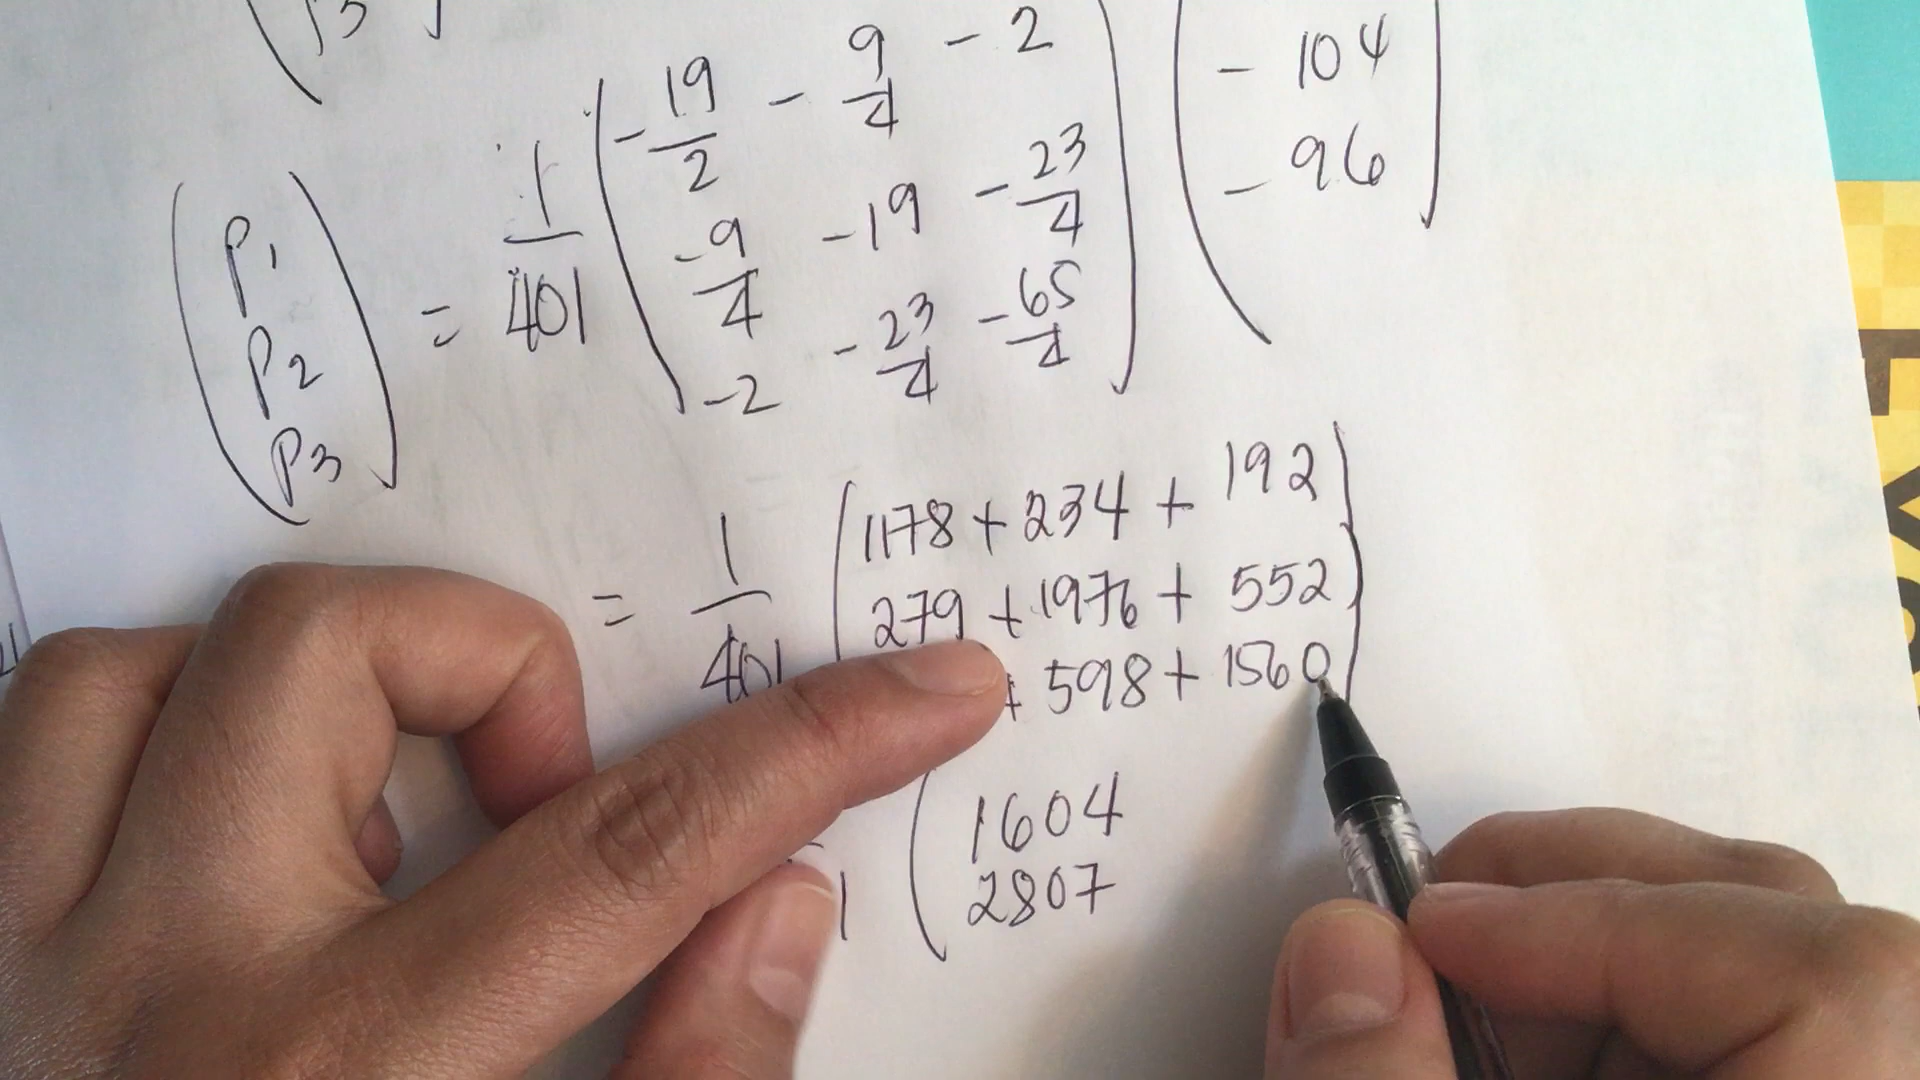 - 19/2 - 9/4 - 2 - 104
P1 = 1/401 - 9/4 - 19 - 23/4 - 96
P2 - 2 - 23/4 - 65/4
P3
= 1/401 1178 + 234 + 192
279 + 1976 + 552
+ 598 + 1560
1604
2807